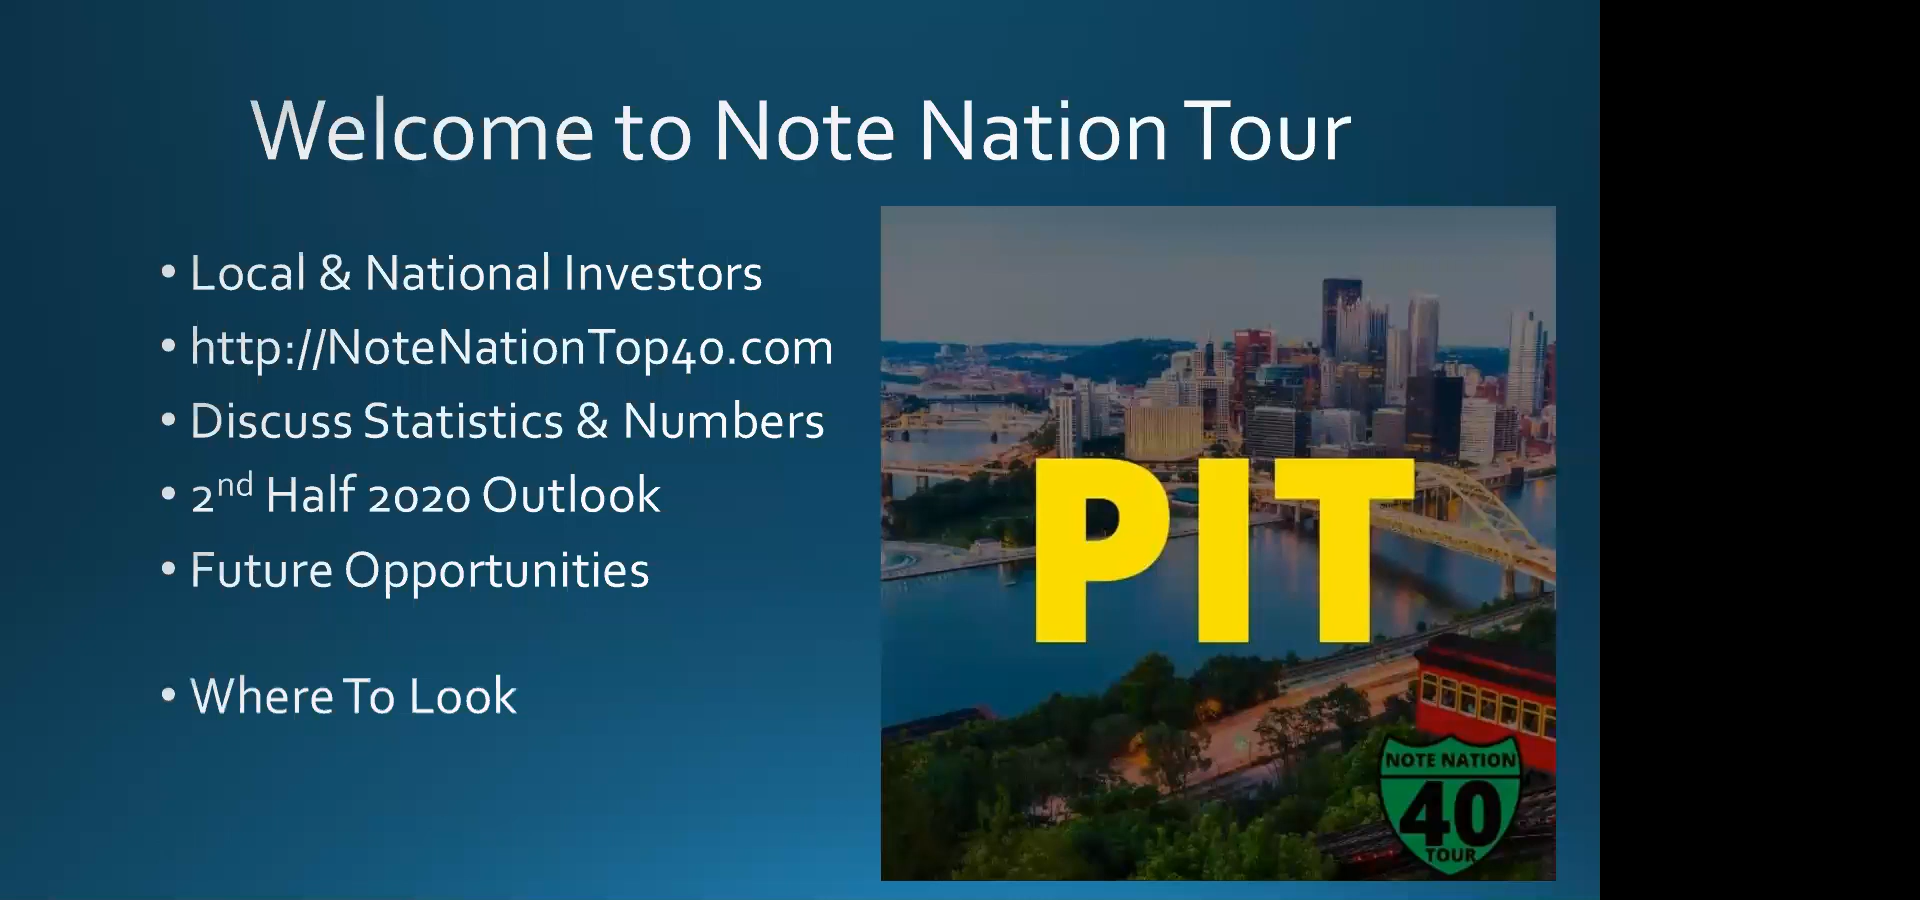 Welcome to Note Nation Tour
• Local & National Investors
• http://NoteNationTop40.com
• Discuss Statistics & Numbers
• 2nd Half 2020 Outlook
• Future Opportunities
• Where To Look
PIT
NOTE NATION
40
TOUR